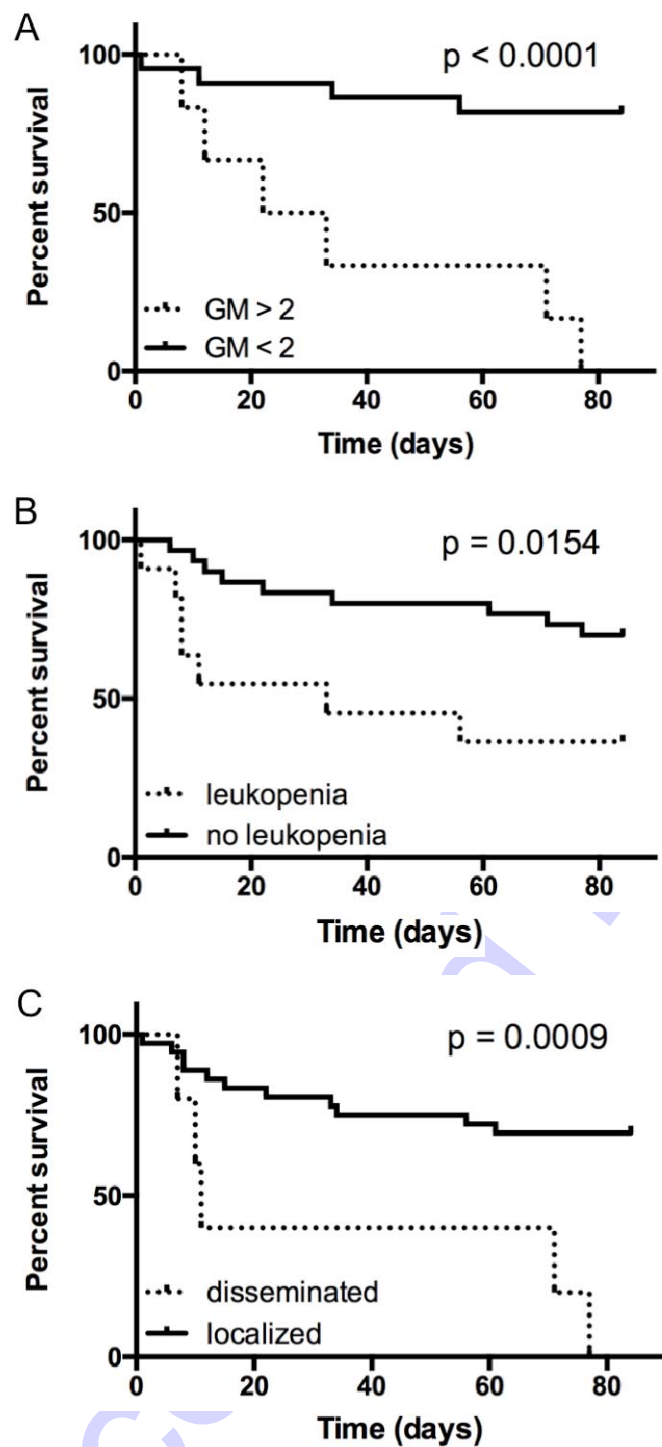 A
p < 0.0001
Percent survival
100
50
0
GM > 2
GM < 2
0 20 40 60 80
Time (days)
B
p = 0.0154
Percent survival
100
50
0
leukopenia
no leukopenia
0 20 40 60 80
Time (days)
C
p = 0.0009
Percent survival
100
50
0
disseminated
localized
0 20 40 60 80
Time (days)